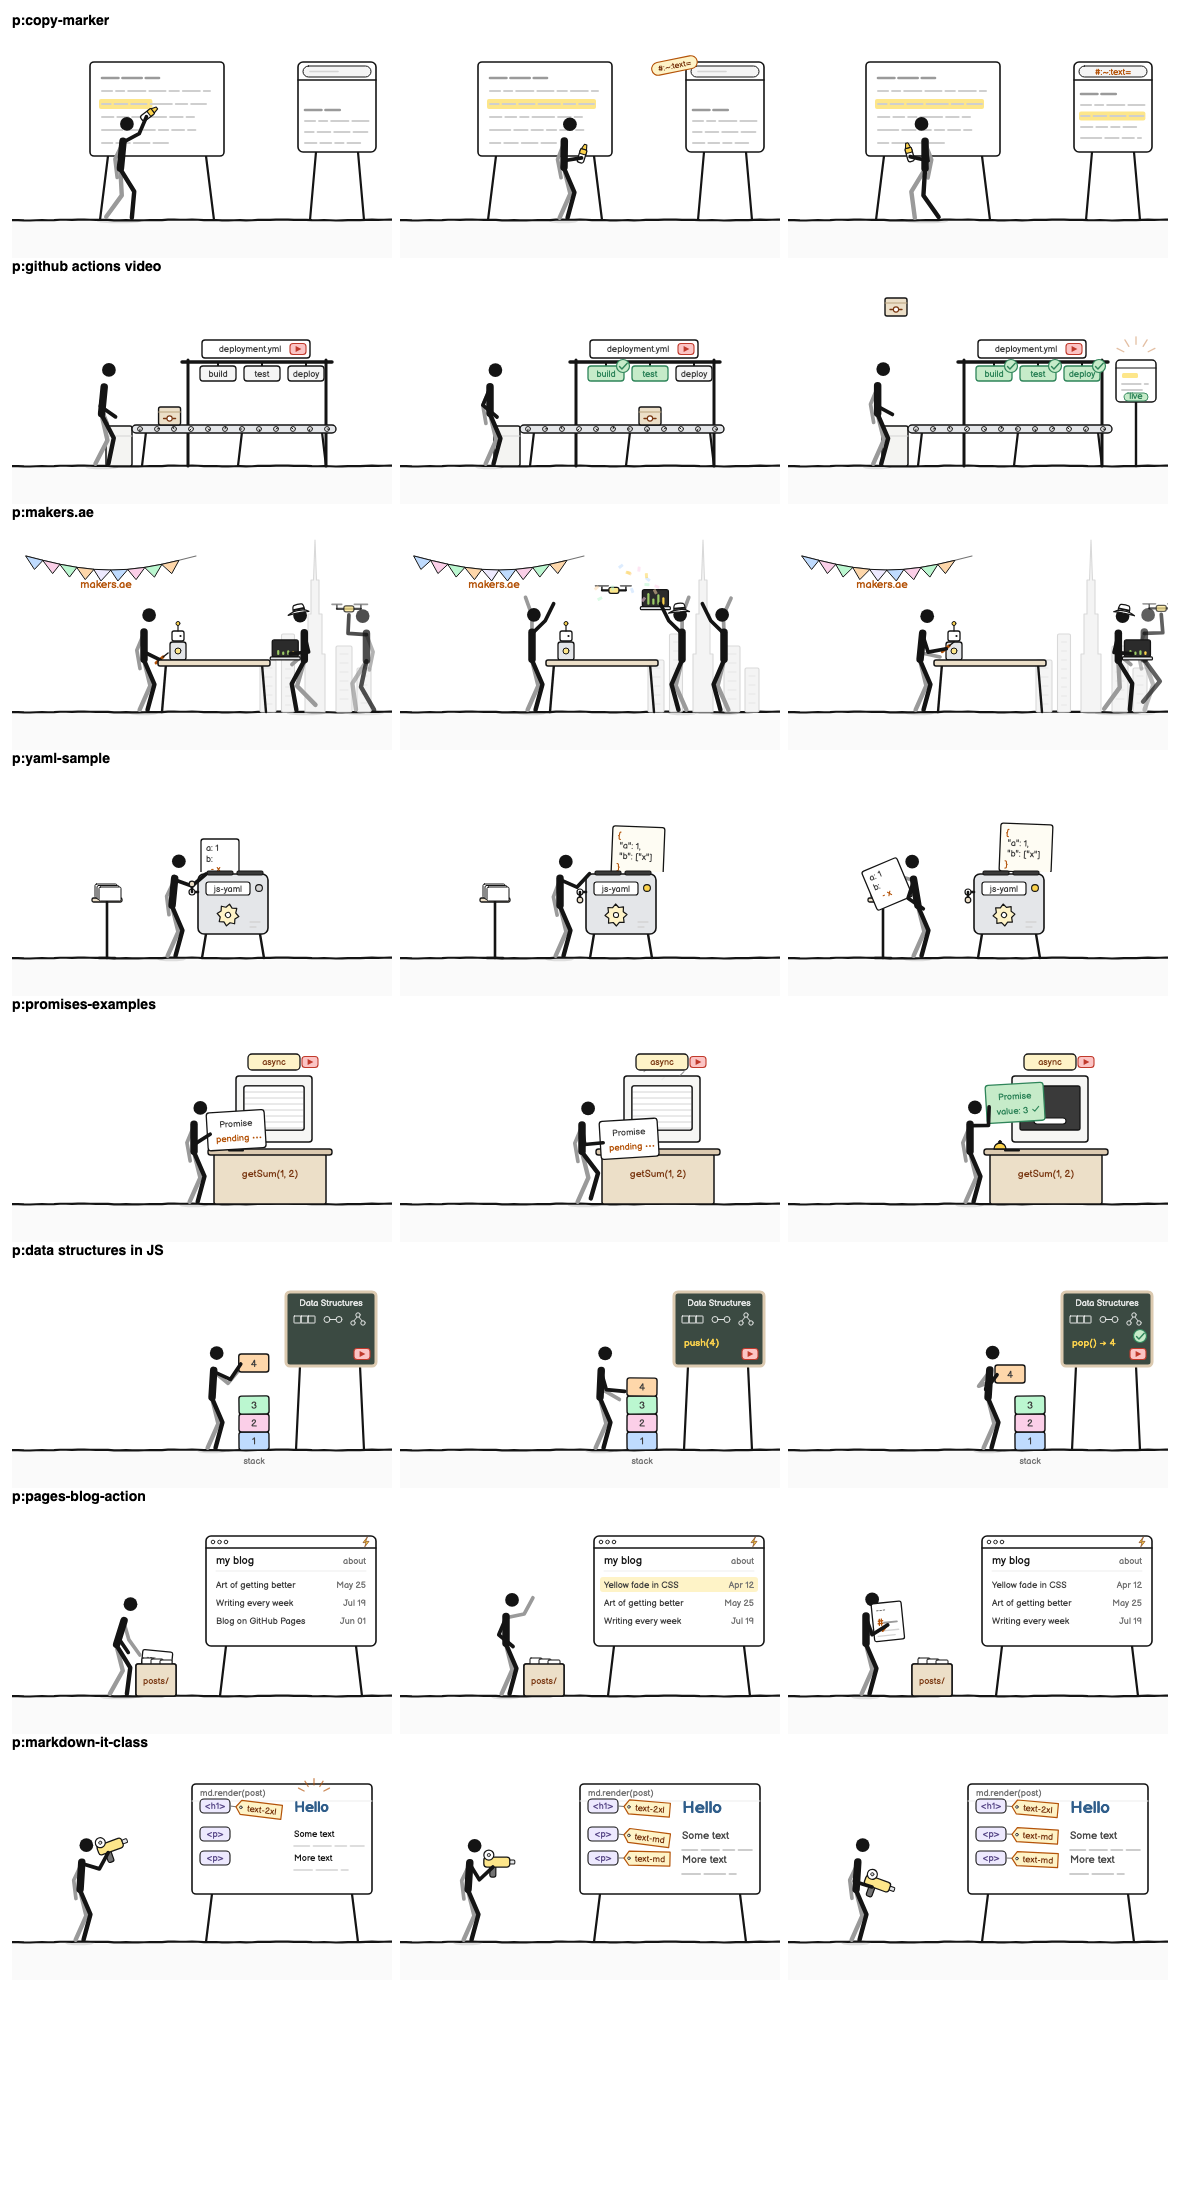 p:copy-marker
#:~:text=
#:~:text=
p:github actions video
deployment.yml
build test deploy
deployment.yml
build test deploy
deployment.yml
build test deploy
live
p:makers.ae
makers.ae
makers.ae
makers.ae
p:yaml-sample
a: 1
b:
- x
js-yaml
{
"a": 1,
"b": ["x"]
}
js-yaml
a: 1
b:
- x
{
"a": 1,
"b": ["x"]
}
js-yaml
p:promises-examples
async
Promise
pending ...
getSum(1, 2)
async
Promise
pending ...
getSum(1, 2)
async
Promise
value: 3 ✓
getSum(1, 2)
p:data structures in JS
Data Structures
4
3
2
1
stack
Data Structures
push(4)
4
3
2
1
stack
Data Structures
pop() → 4
4
3
2
1
stack
p:pages-blog-action
my blog about
Art of getting better May 25
Writing every week Jul 19
Blog on GitHub Pages Jun 01
posts/
my blog about
Yellow fade in CSS Apr 12
Art of getting better May 25
Writing every week Jul 19
posts/
my blog about
Yellow fade in CSS Apr 12
Art of getting better May 25
Writing every week Jul 19
#
posts/
p:markdown-it-class
md.render(post)
<h1> text-2xl Hello
<p> Some text
<p> More text
md.render(post)
<h1> text-2xl Hello
<p> text-md Some text
<p> text-md More text
md.render(post)
<h1> text-2xl Hello
<p> text-md Some text
<p> text-md More text